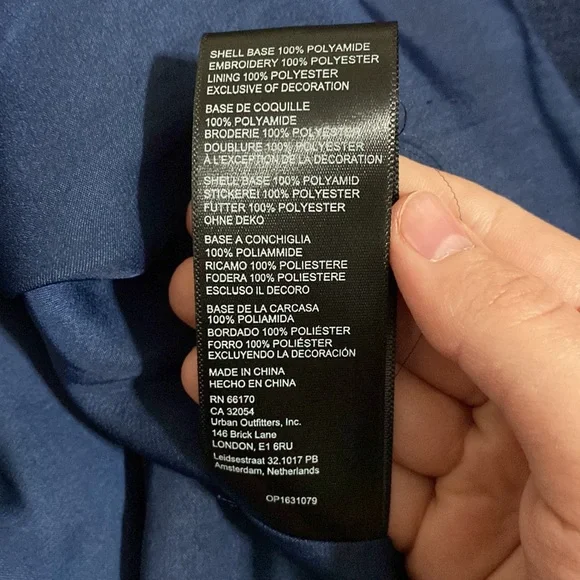 SHELL BASE 100% POLYAMIDE
EMBROIDERY 100% POLYESTER
LINING 100% POLYESTER
EXCLUSIVE OF DECORATION
BASE DE COQUILLE
100% POLYAMIDE
BRODERIE 100% POLYESTER
DOUBLURE 100% POLYESTER
À L'EXCEPTION DE LA DÉCORATION
SHELL BASE 100% POLYAMID
STICKEREI 100% POLYESTER
FUTTER 100% POLYESTER
OHNE DEKO
BASE A CONCHIGLIA
100% POLIAMMIDE
RICAMO 100% POLIESTERE
FODERA 100% POLIESTERE
ESCLUSO IL DECORO
BASE DE LA CARCASA
100% POLIAMIDA
BORDADO 100% POLIÉSTER
FORRO 100% POLIÉSTER
EXCLUYENDO LA DECORACIÓN
MADE IN CHINA
HECHO EN CHINA
RN 66170
CA 32054
Urban Outfitters, Inc.
146 Brick Lane
LONDON, E1 6RU
Leidsestraat 32,1017 PB
Amsterdam, Netherlands
OP1631079